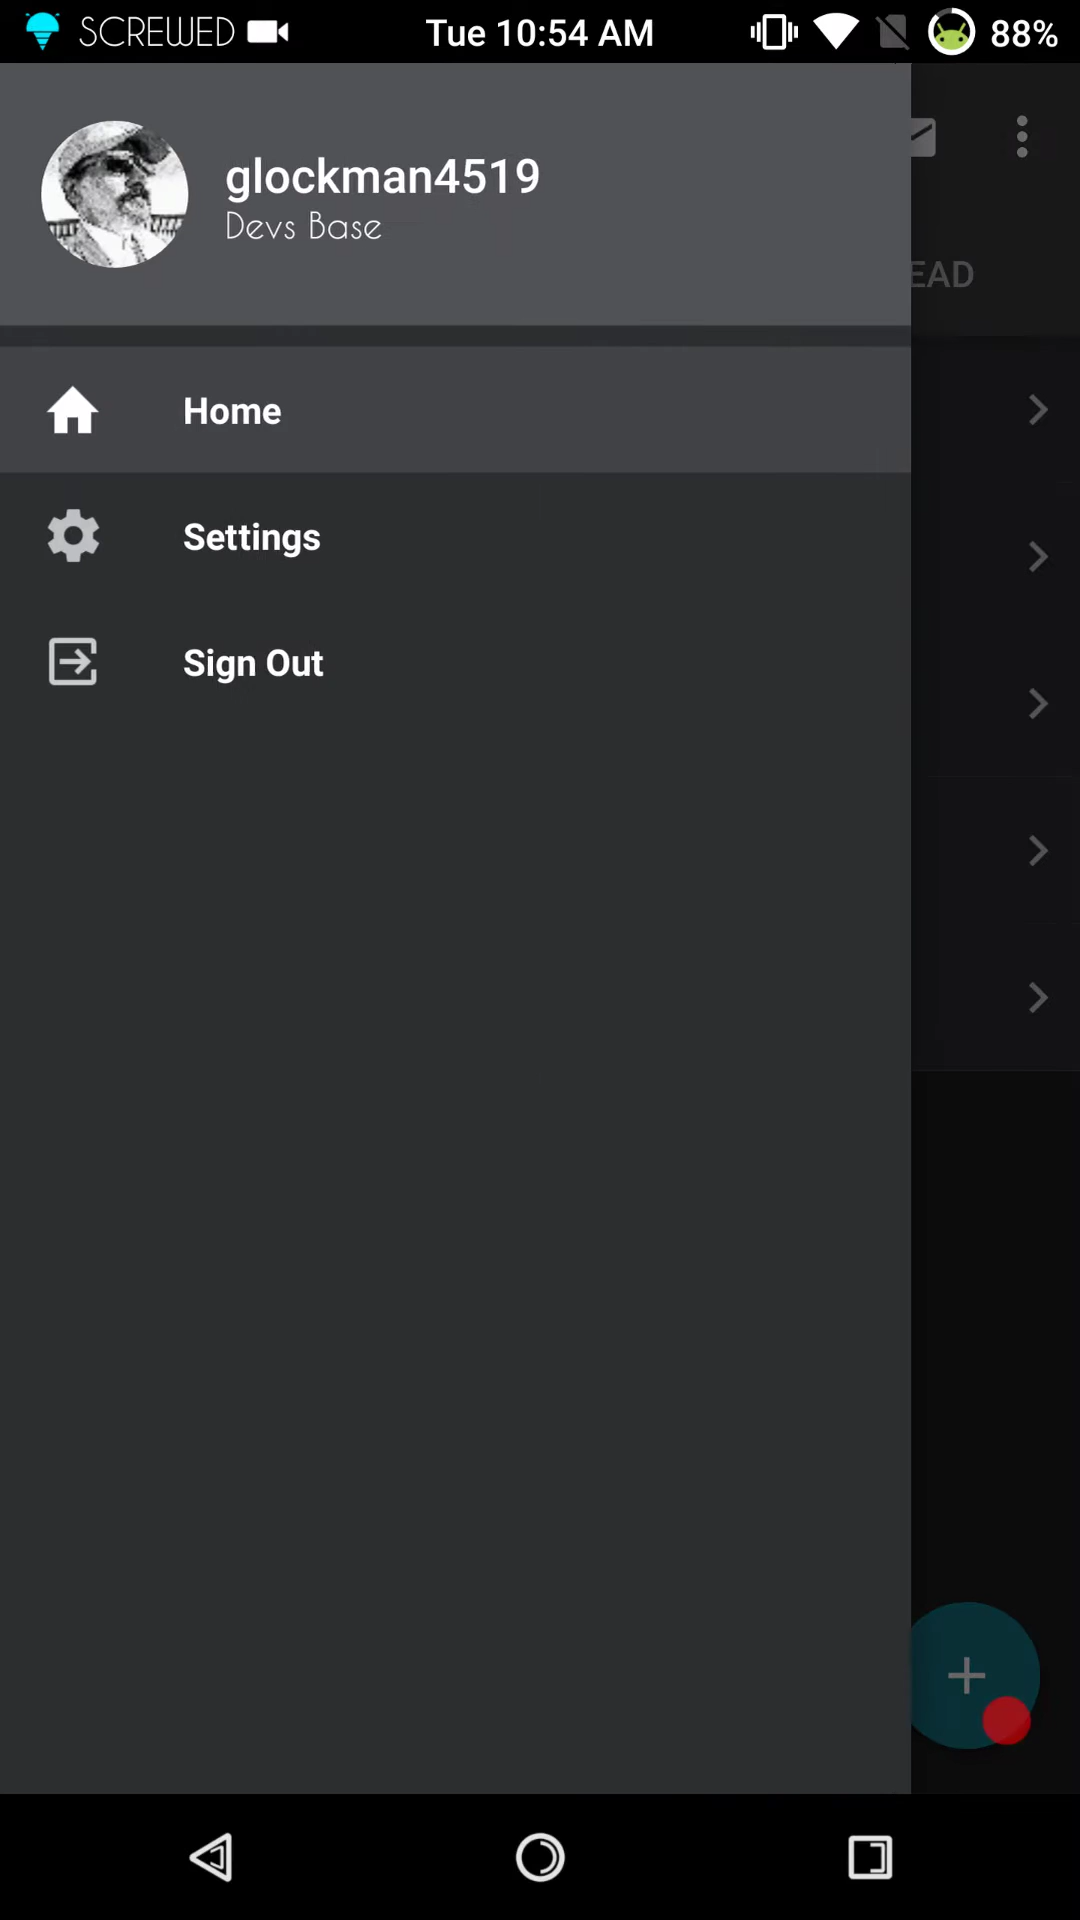 SCREWED Tue 10:54 AM 88%
glockman4519
Devs Base
EAD
Home
Settings
Sign Out